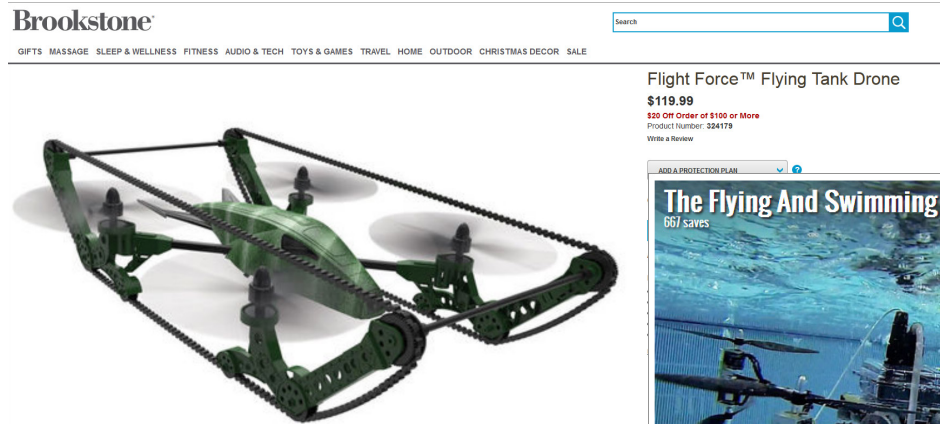 Brookstone
Search
GIFTS MASSAGE SLEEP & WELLNESS FITNESS AUDIO & TECH TOYS & GAMES TRAVEL HOME OUTDOOR CHRISTMAS DECOR SALE
Flight Force™ Flying Tank Drone
$119.99
$20 Off Order of $100 or More
Product Number: 324179
Write a Review
ADD A PROTECTION PLAN ?
The Flying And Swimming
667 saves